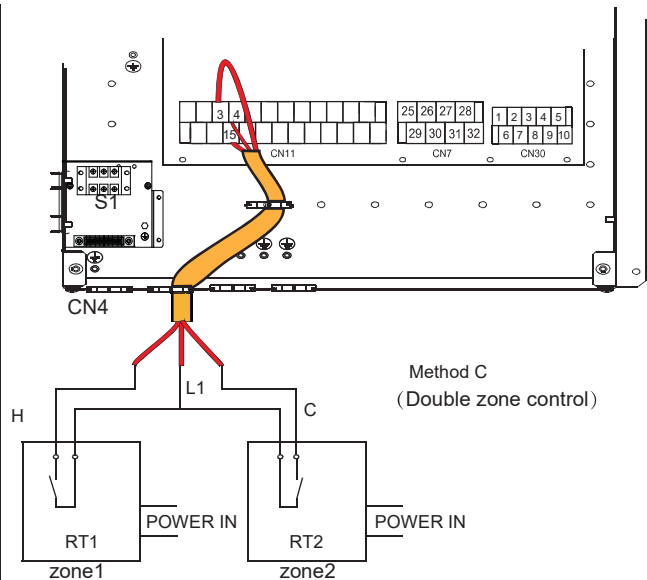 3 4
15
CN11
25 26 27 28
29 30 31 32
CN7
1 2 3 4 5
6 7 8 9 10
CN30
S1
CN4
Method C
(Double zone control)
H
L1
C
RT1
POWER IN
zone1
RT2
POWER IN
zone2